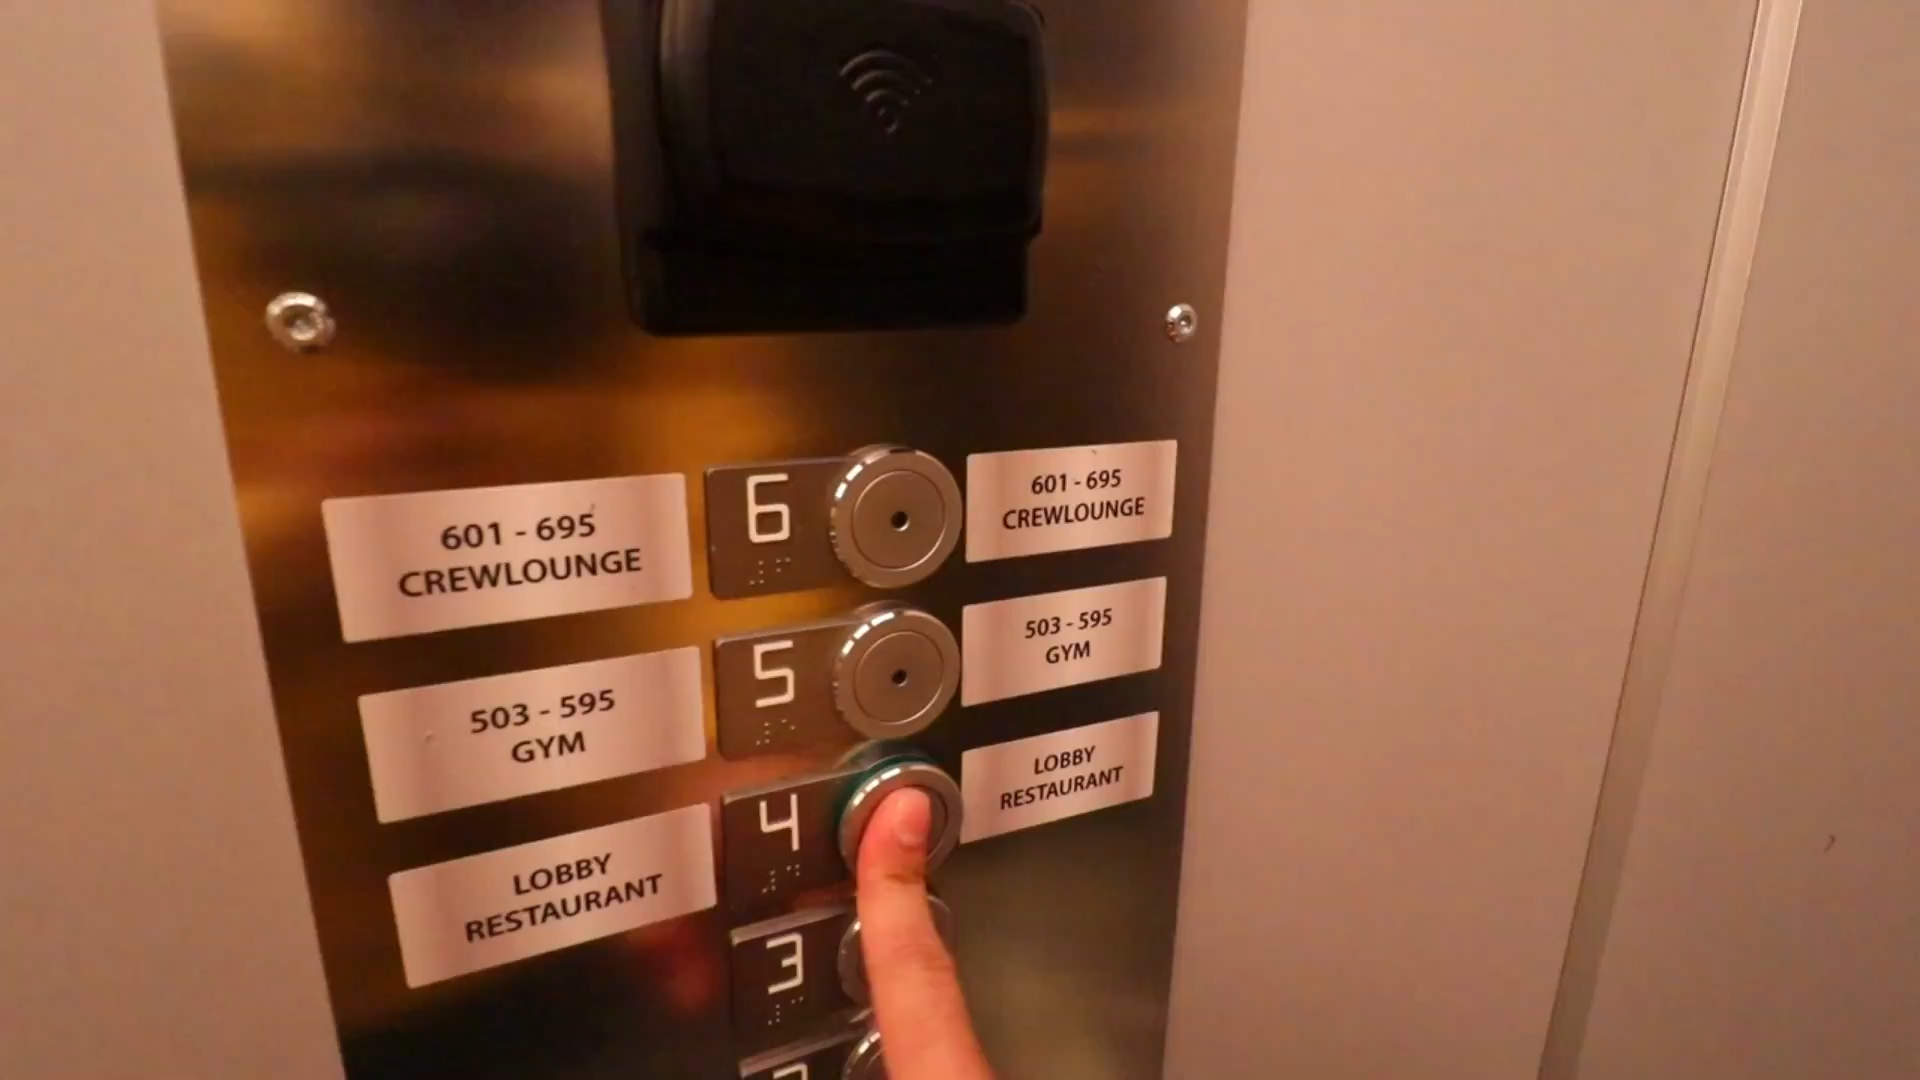 601 - 695
CREWLOUNGE
6
601 - 695
CREWLOUNGE
503 - 595
GYM
5
503 - 595
GYM
LOBBY
RESTAURANT
4
LOBBY
RESTAURANT
3